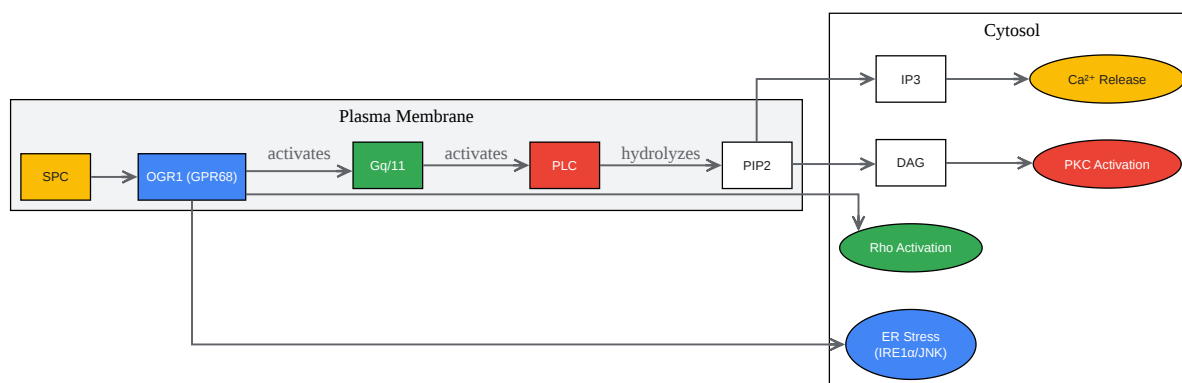 Cytosol
IP3
Ca²⁺ Release
Plasma Membrane
activates
activates
hydrolyzes
SPC
OGR1 (GPR68)
Gq/11
PLC
PIP2
DAG
PKC Activation
Rho Activation
ER Stress
(IRE1α/JNK)